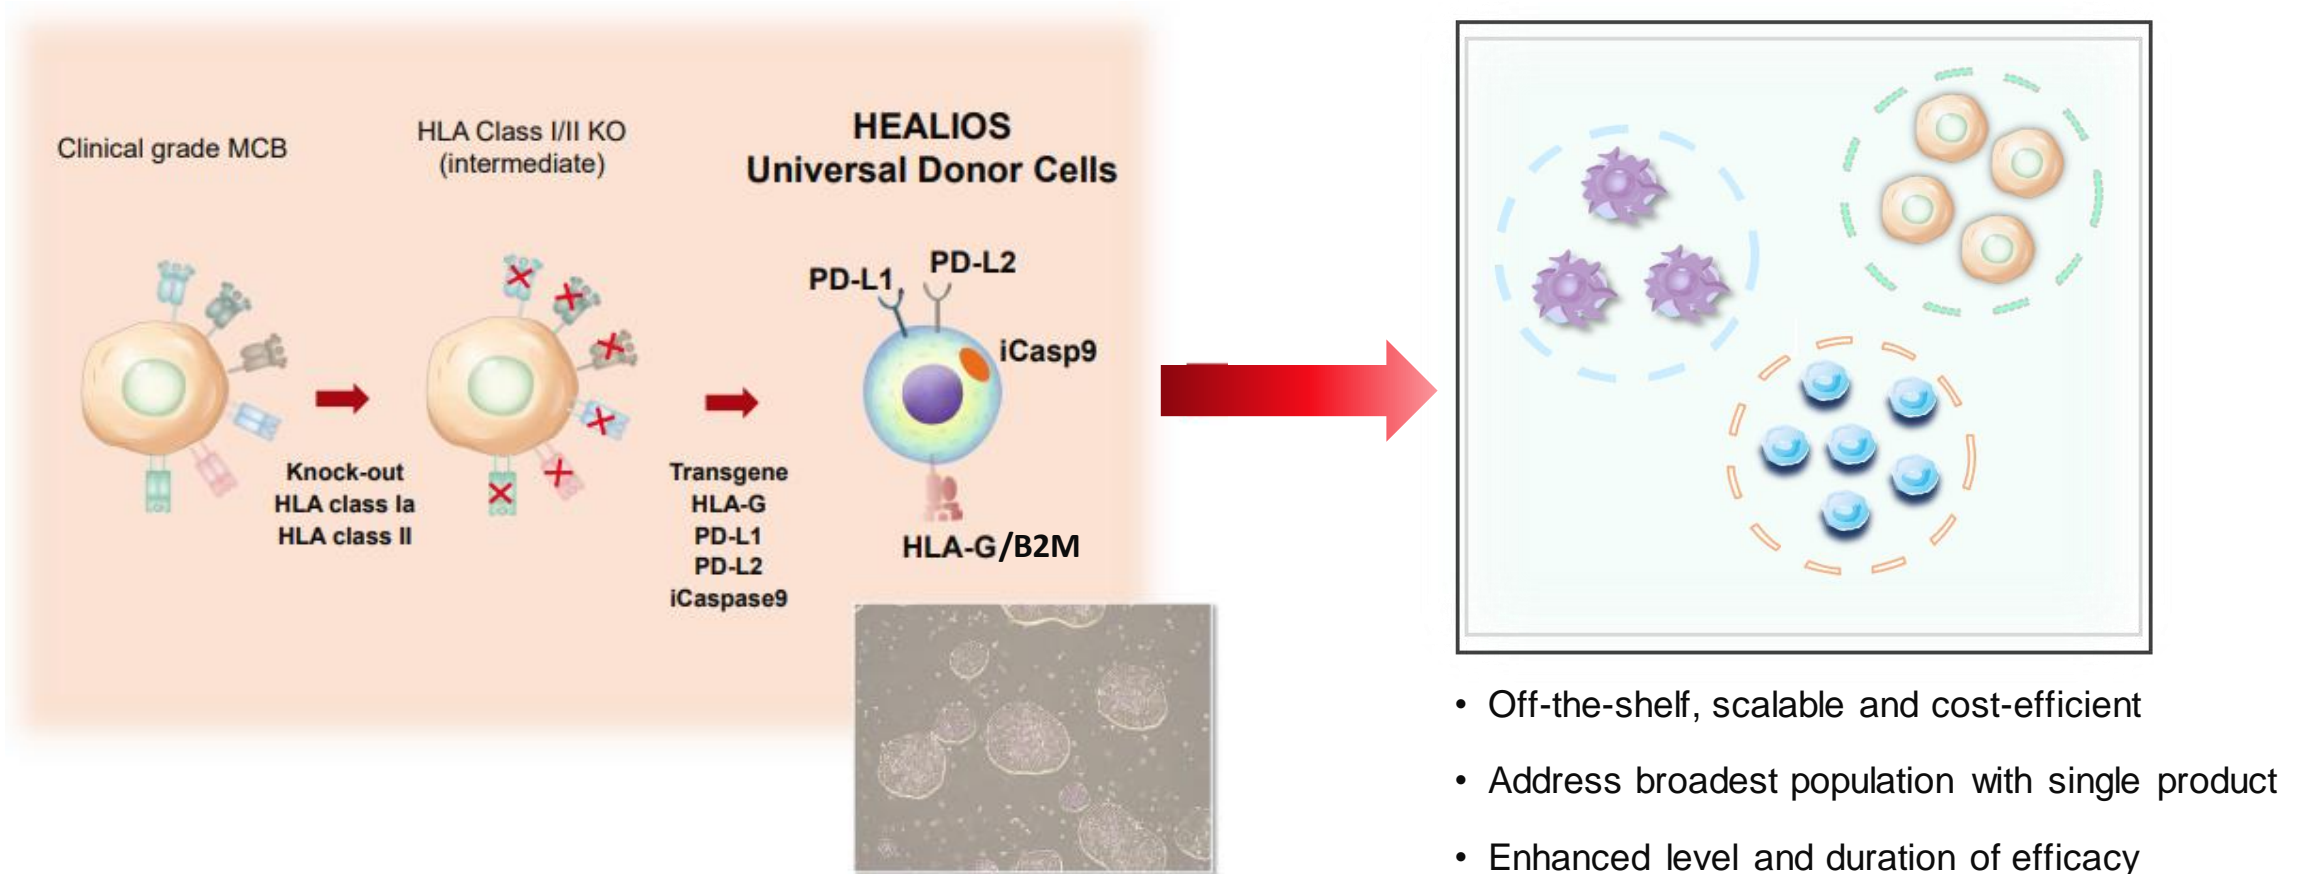 Clinical grade MCB
HLA Class I/II KO
(intermediate)
HEALIOS
Universal Donor Cells
PD-L1
PD-L2
iCasp9
Knock-out
HLA class Ia
HLA class II
Transgene
HLA-G
PD-L1
PD-L2
iCaspase9
HLA-G/B2M
• Off-the-shelf, scalable and cost-efficient
• Address broadest population with single product
• Enhanced level and duration of efficacy